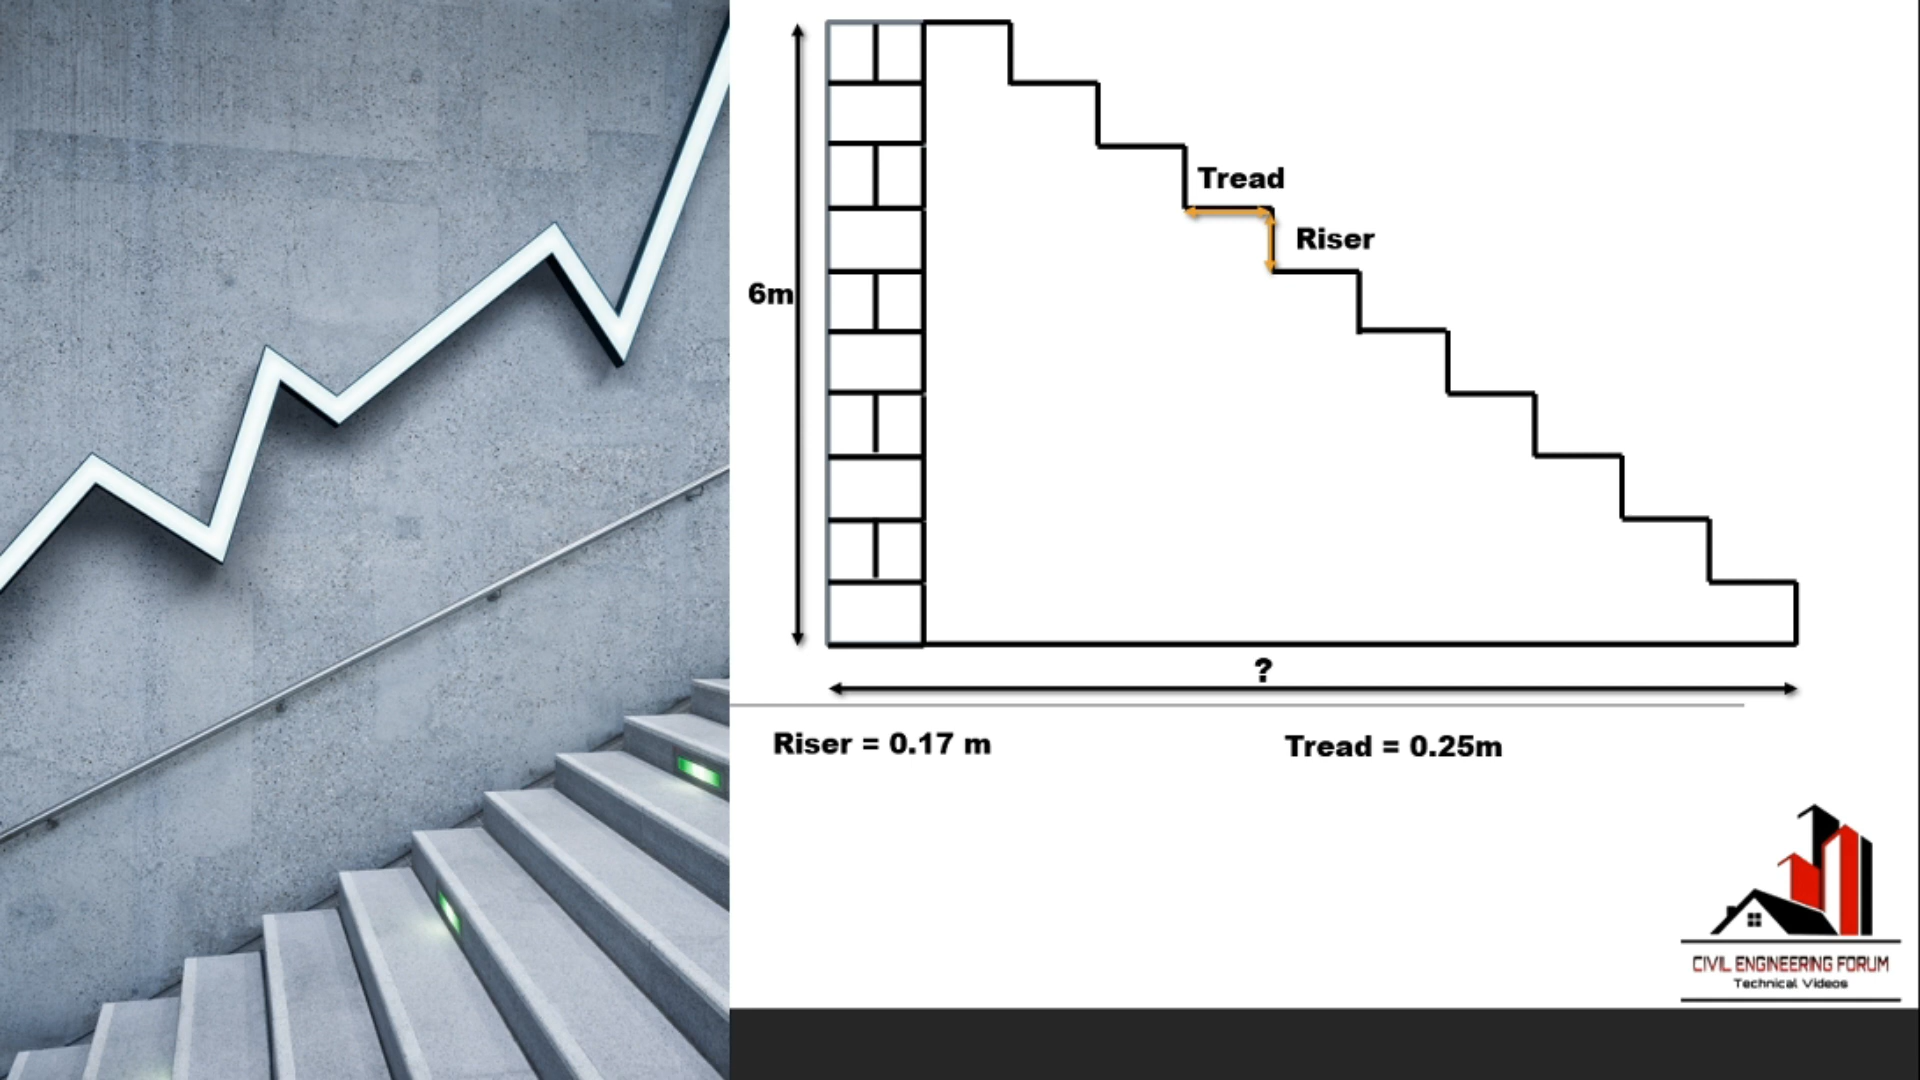 Tread
Riser
6m
?
Riser = 0.17 m
Tread = 0.25m
CIVIL ENGINEERING FORUM
Technical Videos